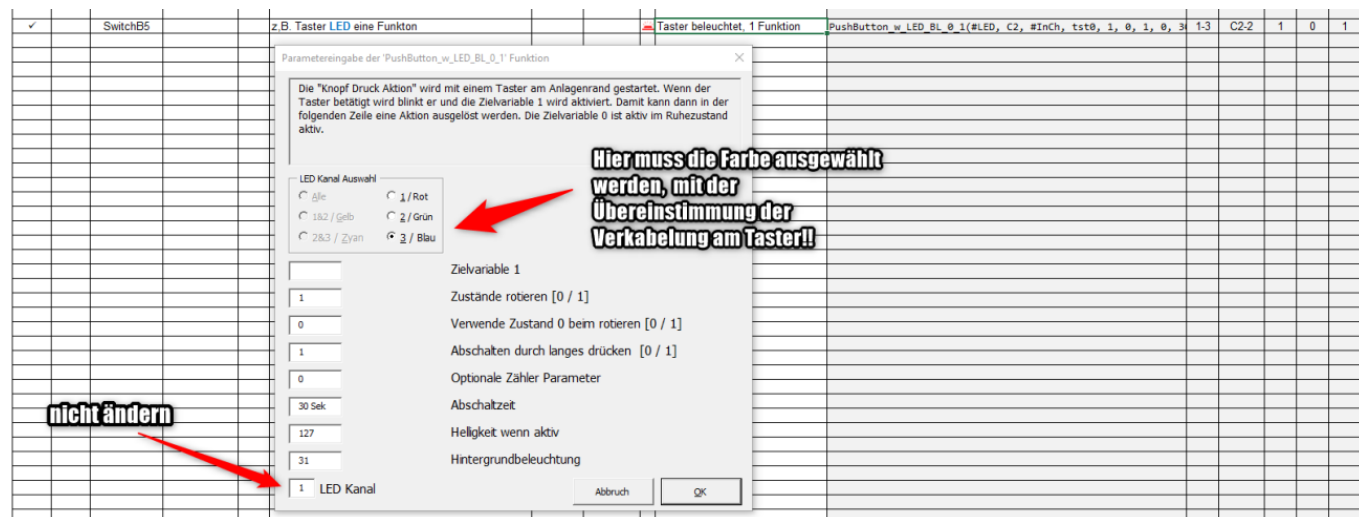 ✓ SwitchB5 z.B. Taster LED eine Funkton Taster beleuchtet, 1 Funktion PushButton_w_LED_BL_0_1(#LED, C2, #InCh, tst0, 1, 0, 1, 0, 30 1-3 C2-2 1 0 1
Parametereingabe der 'PushButton_w_LED_BL_0_1' Funktion
Die "Knopf Druck Aktion" wird mit einem Taster am Anlagenrand gestartet. Wenn der
Taster betätigt wird blinkt er und die Zielvariable 1 wird aktiviert. Damit kann dann in der
folgenden Zeile eine Aktion ausgelöst werden. Die Zielvariable 0 ist aktiv im Ruhezustand
aktiv.
Hier muss die Farbe ausgewählt
werden, mit der
Übereinstimmung der
Verkabelung am Taster!!
LED Kanal Auswahl
Alle 1 / Rot
1&2 / Gelb 2 / Grün
2&3 / Zyan 3 / Blau
Zielvariable 1
1 Zustände rotieren [0 / 1]
0 Verwende Zustand 0 beim rotieren [0 / 1]
1 Abschalten durch langes drücken [0 / 1]
0 Optionale Zähler Parameter
30 Sek Abschaltzeit
nicht ändern
127 Helligkeit wenn aktiv
31 Hintergrundbeleuchtung
1 LED Kanal
Abbruch OK